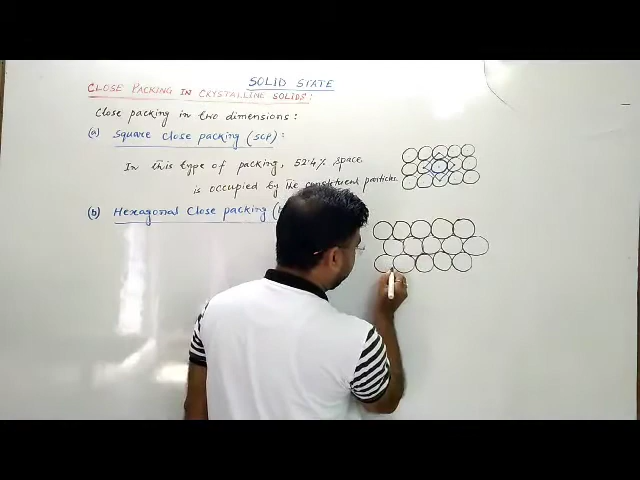 SOLID STATE
CLOSE PACKING IN CRYSTALLINE SOLIDS:
Close packing in two dimensions:
(a) Square close packing (SCP):
In this type of packing, 52.4% space
is occupied by the constituent particles.
(b) Hexagonal Close packing (